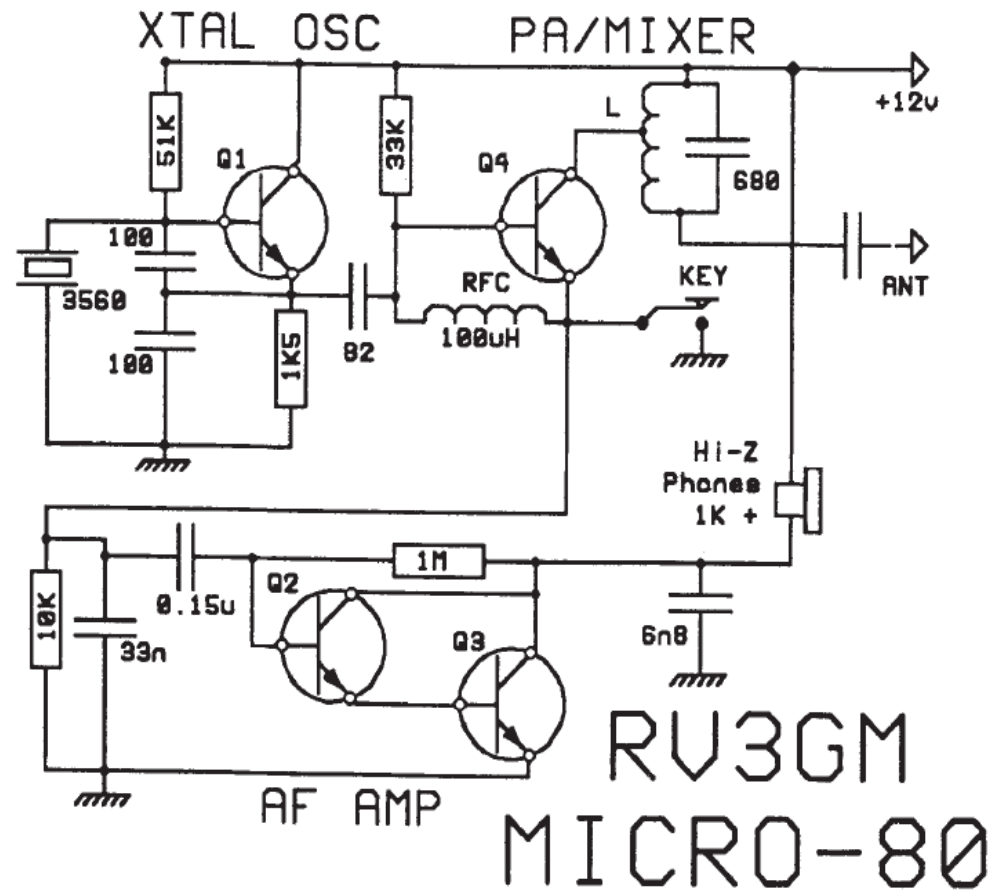 XTAL OSC
PA/MIXER
+12v
L
51K
Q1
33K
Q4
680
100
3560
RFC
KEY
ANT
100
1K5
82
100uH
Hi-Z
Phones
1K +
1M
Q2
0.15u
10K
33n
Q3
6n8
RV3GM
AF AMP
MICRO-80